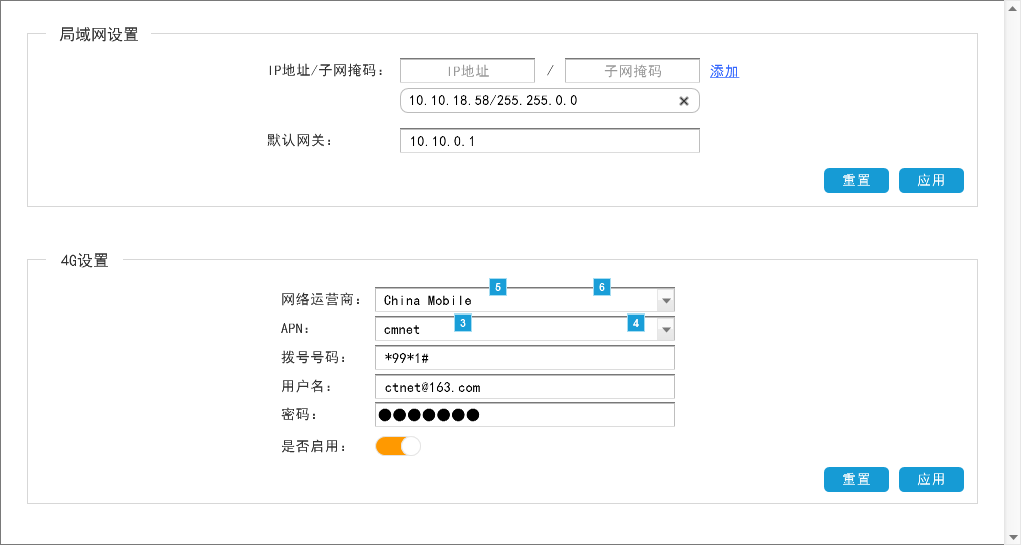 局域网设置
IP地址/子网掩码: IP地址 / 子网掩码 添加
10.10.18.58/255.255.0.0 ×
默认网关: 10.10.0.1
重置 应用
4G设置
5 6
网络运营商: China Mobile
3 4
APN: cmnet
拨号号码: *99*1#
用户名: ctnet@163.com
密码: ●●●●●●●
是否启用:
重置 应用